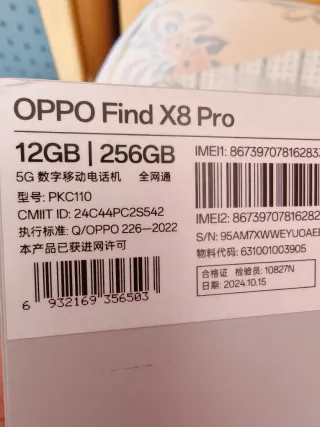 OPPO Find X8 Pro
12GB | 256GB
5G 数字移动电话机 全网通
型号: PKC110
CMIIT ID: 24C44PC2S542
执行标准: Q/OPPO 226-2022
本产品已获进网许可
6 932169 356503
IMEI1: 86739707816283
IMEI2: 8673970781628
S/N: 95AM7XWWEYUOAE
物料代码: 631001003905
合格证 检验员: 10827N
日期: 2024.10.15